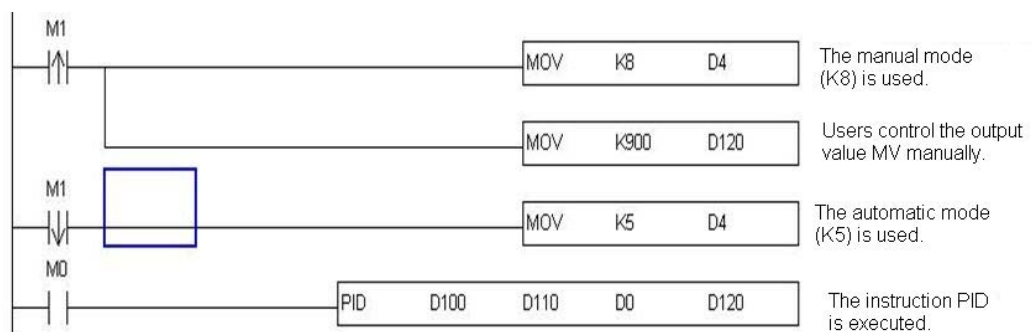 M1
MOV K8 D4
The manual mode
(K8) is used.
MOV K900 D120
Users control the output
value MV manually.
M1
MOV K5 D4
The automatic mode
(K5) is used.
M0
PID D100 D110 D0 D120
The instruction PID
is executed.